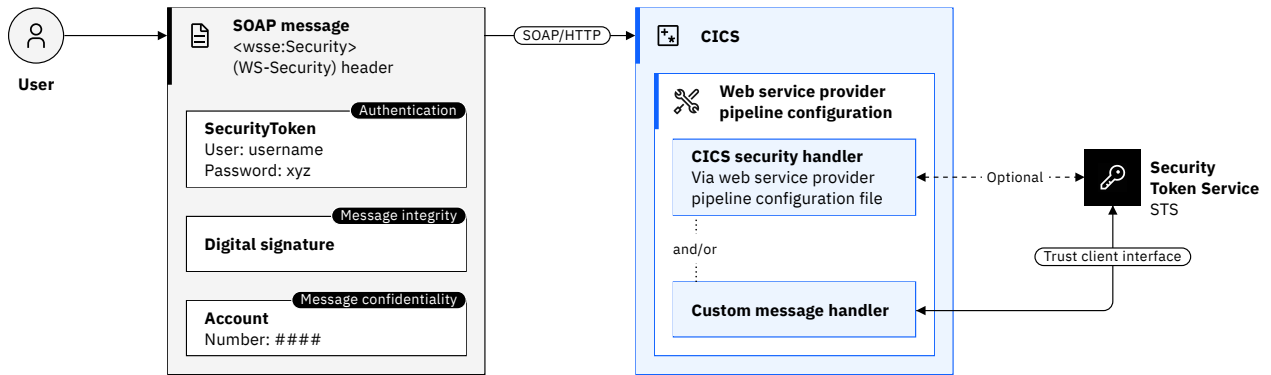 User
SOAP message
<wsse:Security>
(WS-Security) header
Authentication
SecurityToken
User: username
Password: xyz
Message integrity
Digital signature
Message confidentiality
Account
Number: ####
SOAP/HTTP
CICS
Web service provider
pipeline configuration
CICS security handler
Via web service provider
pipeline configuration file
and/or
Custom message handler
Optional
Security
Token Service
STS
Trust client interface